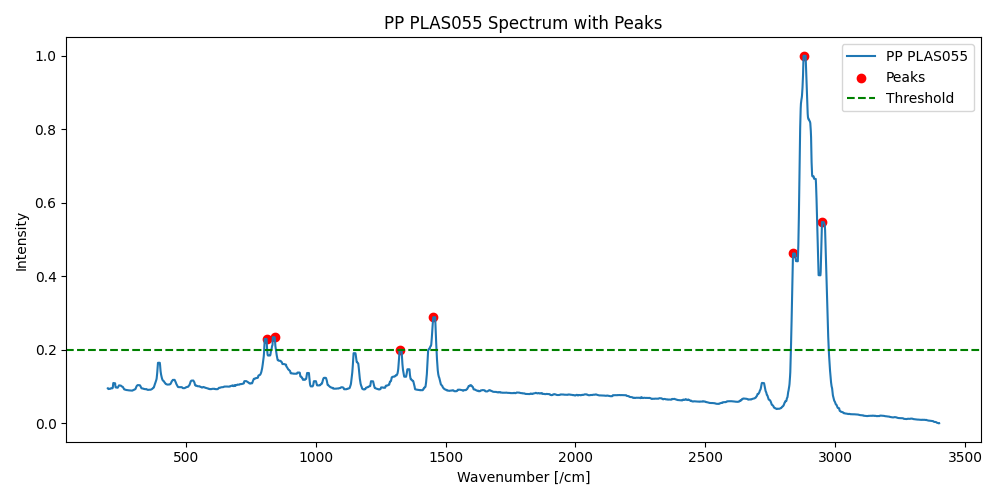 PP PLAS055 Spectrum with Peaks
PP PLAS055
Peaks
Threshold
Intensity
1.0
0.8
0.6
0.4
0.2
0.0
500 1000 1500 2000 2500 3000 3500
Wavenumber [/cm]